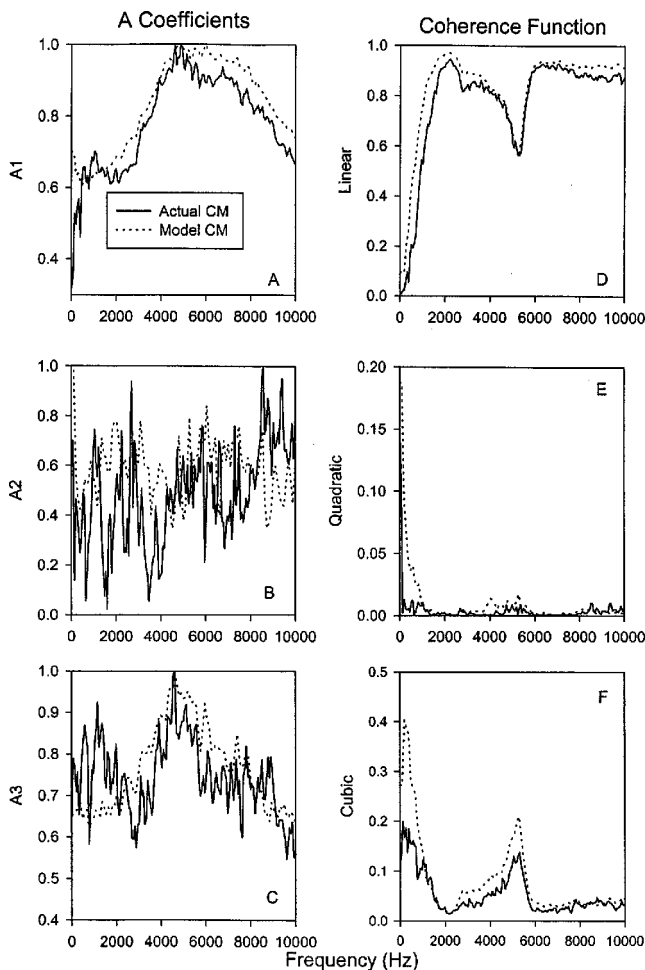 A Coefficients
Coherence Function
1.0
0.8
0.6
0.4
A1
Actual CM
Model CM
A
0 2000 4000 6000 8000 10000
1.0
0.8
0.6
0.4
0.2
0.0
Linear
D
0 2000 4000 6000 8000 10000
1.0
0.8
0.6
0.4
0.2
0.0
A2
B
0 2000 4000 6000 8000 10000
0.20
0.15
0.10
0.05
0.00
Quadratic
E
0 2000 4000 6000 8000 10000
1.0
0.9
0.8
0.7
0.6
0.5
0.4
A3
C
0 2000 4000 6000 8000 10000
0.5
0.4
0.3
0.2
0.1
0.0
Cubic
F
0 2000 4000 6000 8000 10000
Frequency (Hz)